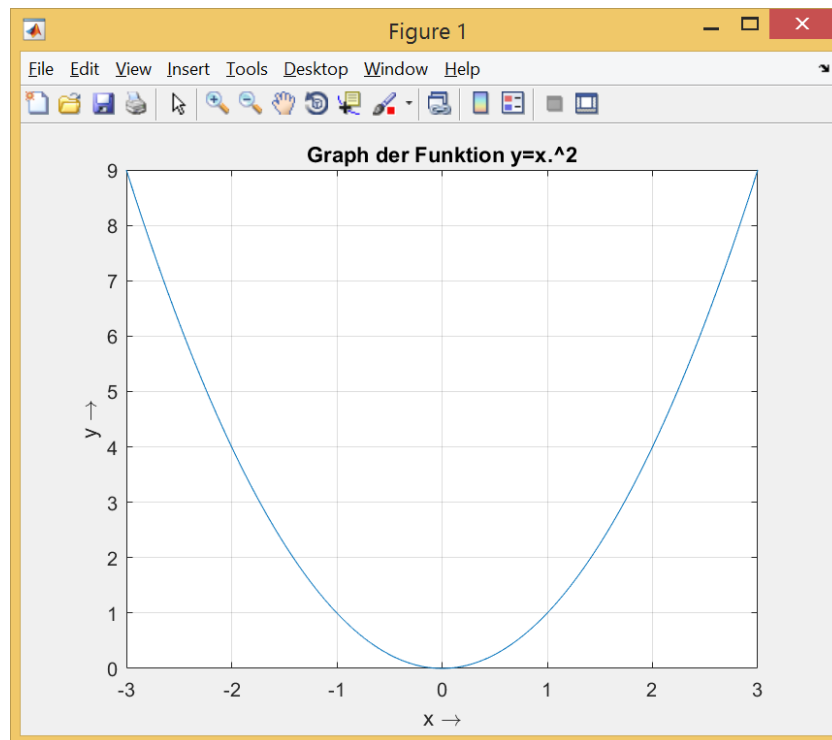 Figure 1
File Edit View Insert Tools Desktop Window Help
Graph der Funktion y=x.^2
9
8
7
6
5
4
3
2
1
0
y →
-3 -2 -1 0 1 2 3
x →